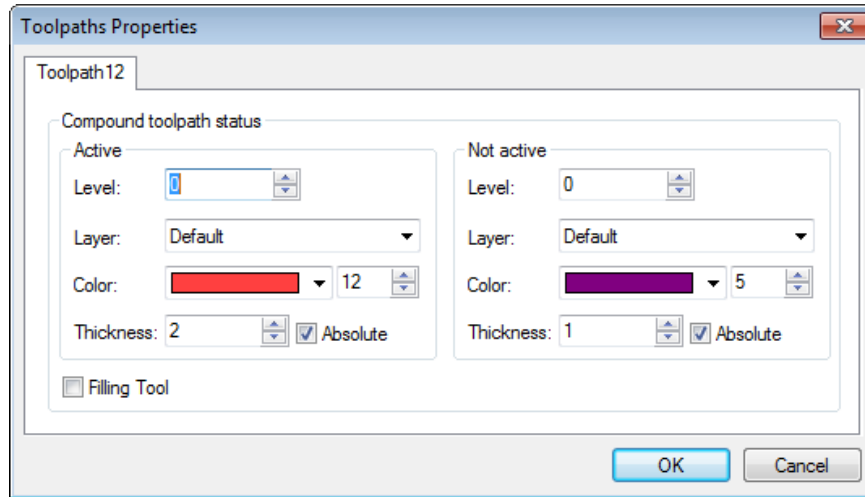 Toolpaths Properties
Toolpath12
Compound toolpath status
Active
Level: 0
Layer: Default
Color: 12
Thickness: 2 Absolute
Not active
Level: 0
Layer: Default
Color: 5
Thickness: 1 Absolute
Filling Tool
OK Cancel